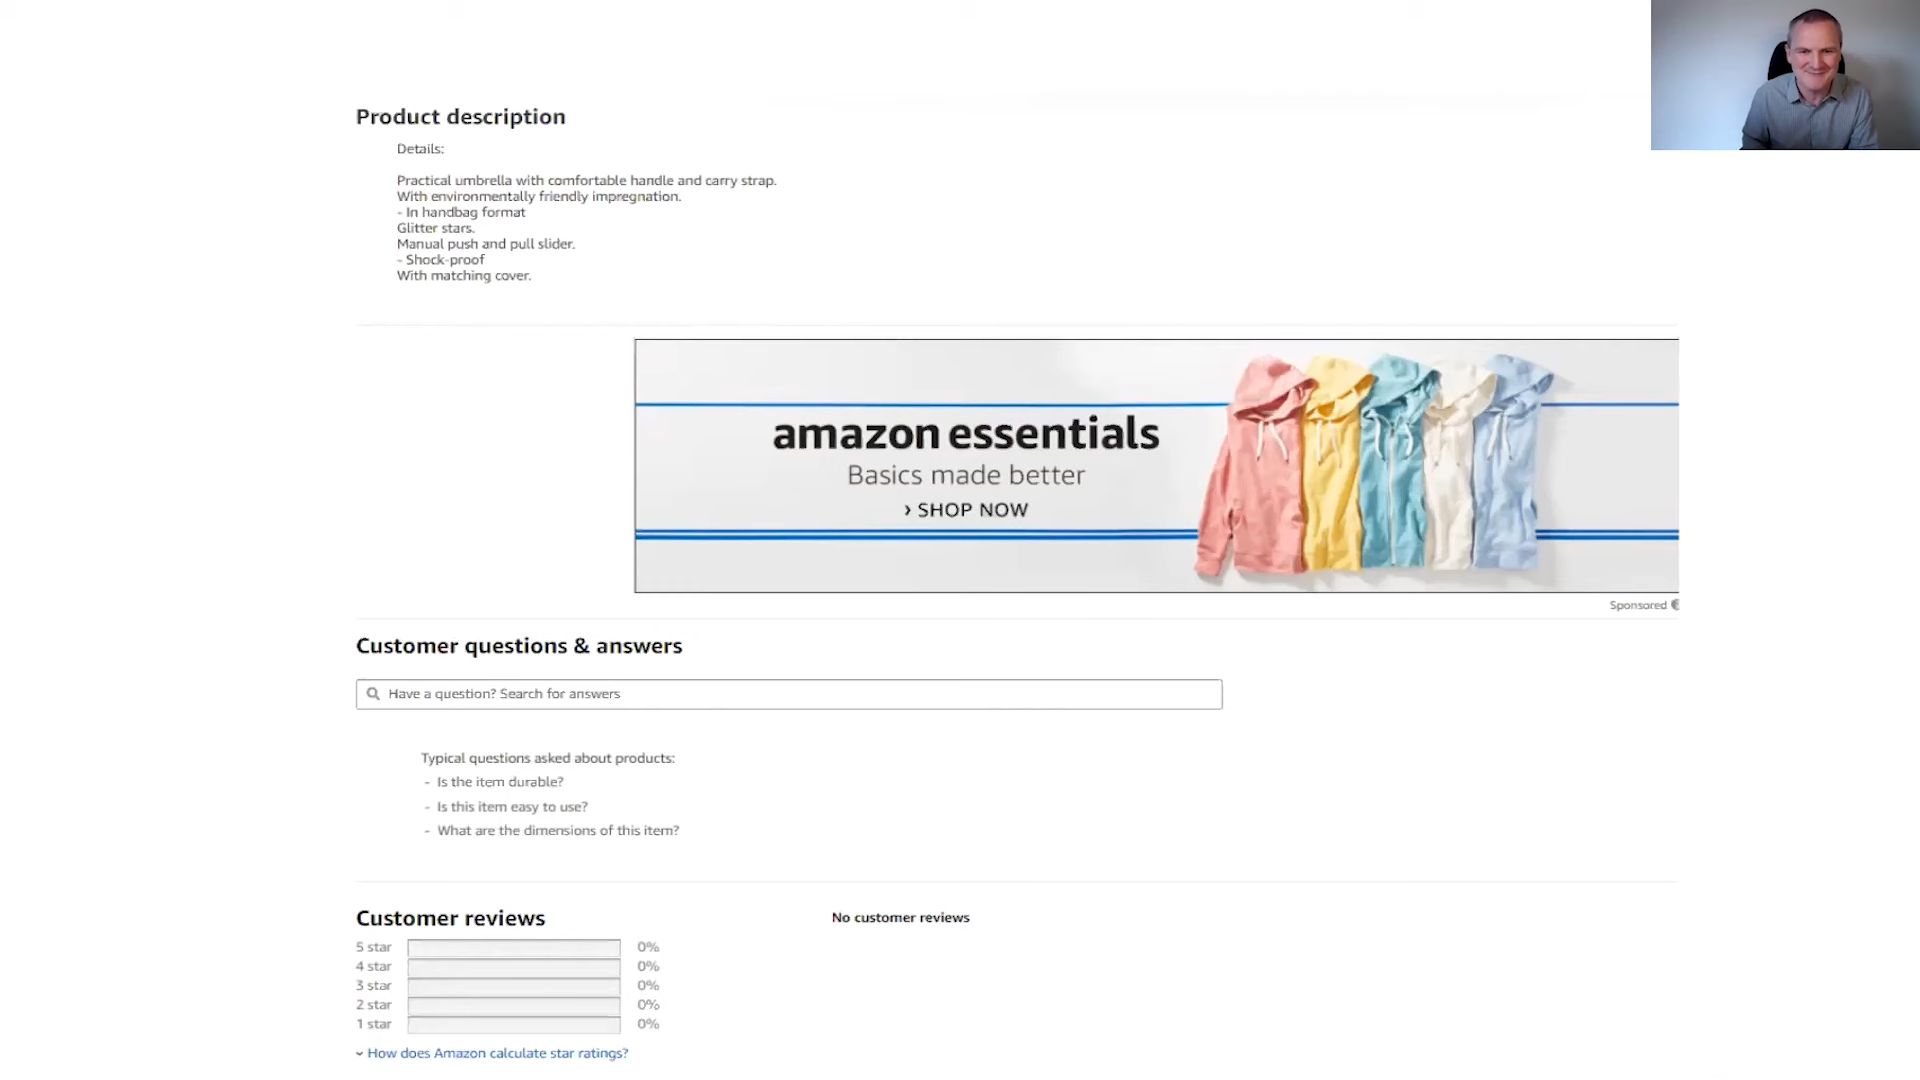 Product description
Details:
Practical umbrella with comfortable handle and carry strap.
With environmentally friendly impregnation.
- In handbag format
Glitter stars.
Manual push and pull slider.
- Shock-proof
With matching cover.
amazon essentials
Basics made better
› SHOP NOW
Sponsored
Customer questions & answers
Have a question? Search for answers
Typical questions asked about products:
- Is the item durable?
- Is this item easy to use?
- What are the dimensions of this item?
Customer reviews
No customer reviews
5 star 0%
4 star 0%
3 star 0%
2 star 0%
1 star 0%
How does Amazon calculate star ratings?